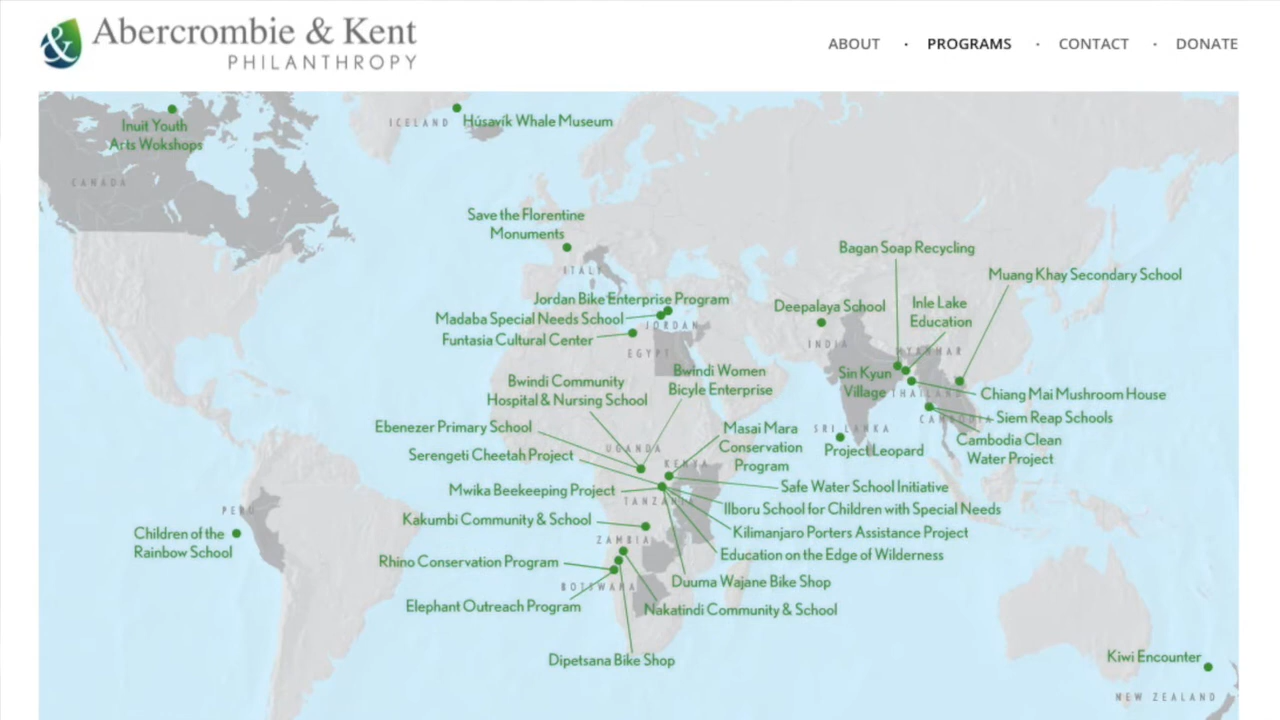 Abercrombie & Kent
PHILANTHROPY
ABOUT · PROGRAMS · CONTACT · DONATE
Inuit Youth
Arts Wokshops
CANADA
ICELAND
Húsavík Whale Museum
Save the Florentine
Monuments
ITALY
Bagan Soap Recycling
Muang Khay Secondary School
Jordan Bike Enterprise Program
Madaba Special Needs School
JORDAN
Funtasia Cultural Center
EGYPT
Deepalaya School
INDIA
Inle Lake
Education
MYANMAR
Sin Kyun
Village
THAILAND
Chiang Mai Mushroom House
CAMBODIA
Siem Reap Schools
Cambodia Clean
Water Project
SRI LANKA
Project Leopard
Bwindi Community
Hospital & Nursing School
Bwindi Women
Bicyle Enterprise
Ebenezer Primary School
Serengeti Cheetah Project
UGANDA
KENYA
Masai Mara
Conservation
Program
Mwika Beekeeping Project
TANZANIA
Safe Water School Initiative
Ilboru School for Children with Special Needs
Kakumbi Community & School
Kilimanjaro Porters Assistance Project
PERU
Children of the
Rainbow School
ZAMBIA
Education on the Edge of Wilderness
Rhino Conservation Program
Duuma Wajane Bike Shop
BOTSWANA
Elephant Outreach Program
Nakatindi Community & School
Dipetsana Bike Shop
Kiwi Encounter
NEW ZEALAND